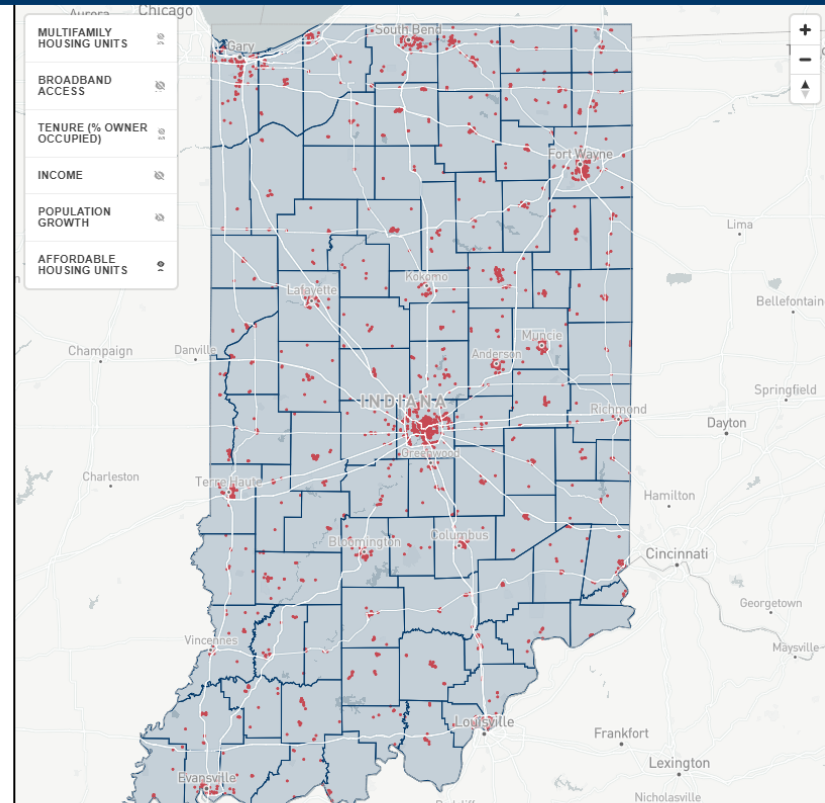 Aurora
Chicago
MULTIFAMILY
HOUSING UNITS
BROADBAND
ACCESS
TENURE (% OWNER
OCCUPIED)
INCOME
POPULATION
GROWTH
AFFORDABLE
HOUSING UNITS
+
−
Gary
South Bend
Fort Wayne
Lima
Kokomo
Lafayette
Bellefontain
Muncie
Champaign
Danville
Anderson
Springfield
INDIANA
Richmond
Dayton
Greenwood
Charleston
Terre Haute
Hamilton
Bloomington
Columbus
Cincinnati
Georgetown
Vincennes
Maysville
Louisville
Frankfort
Lexington
Evansville
Nicholasville